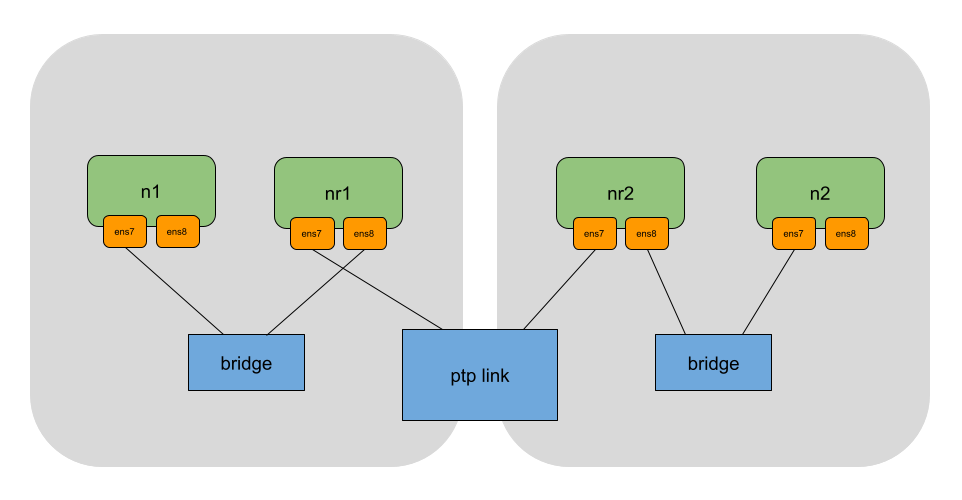 n1
nr1
nr2
n2
ens7
ens8
ens7
ens8
ens7
ens8
ens7
ens8
bridge
ptp link
bridge